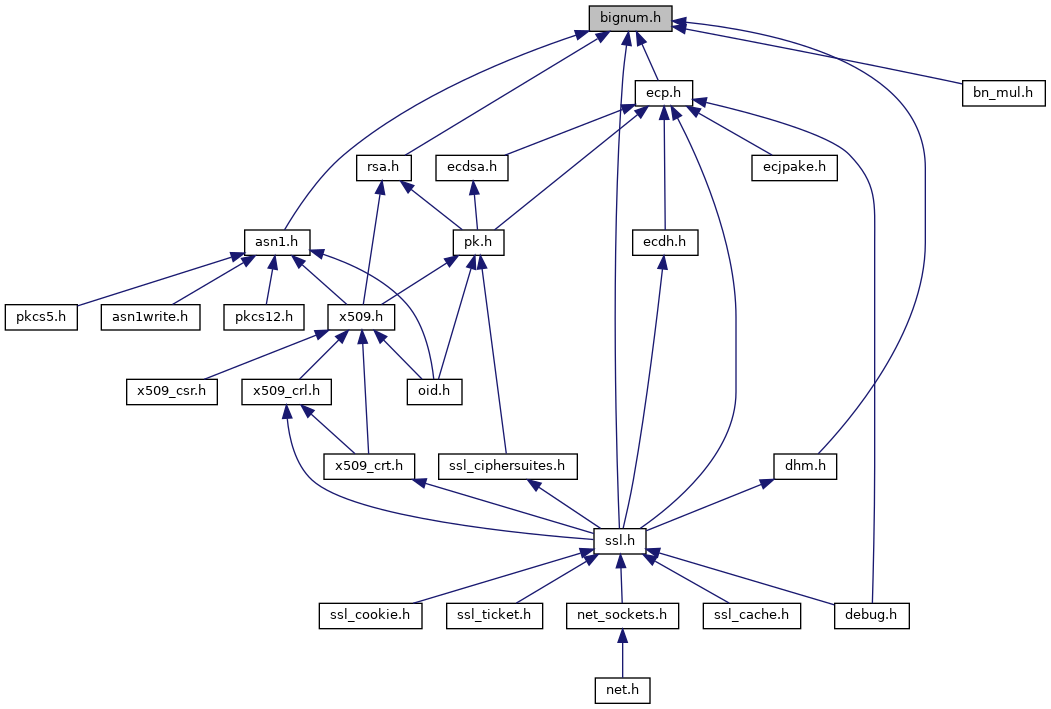 bignum.h
ecp.h
bn_mul.h
rsa.h
ecdsa.h
ecjpake.h
asn1.h
pk.h
ecdh.h
pkcs5.h
asn1write.h
pkcs12.h
x509.h
x509_csr.h
x509_crl.h
oid.h
x509_crt.h
ssl_ciphersuites.h
dhm.h
ssl.h
ssl_cookie.h
ssl_ticket.h
net_sockets.h
ssl_cache.h
debug.h
net.h